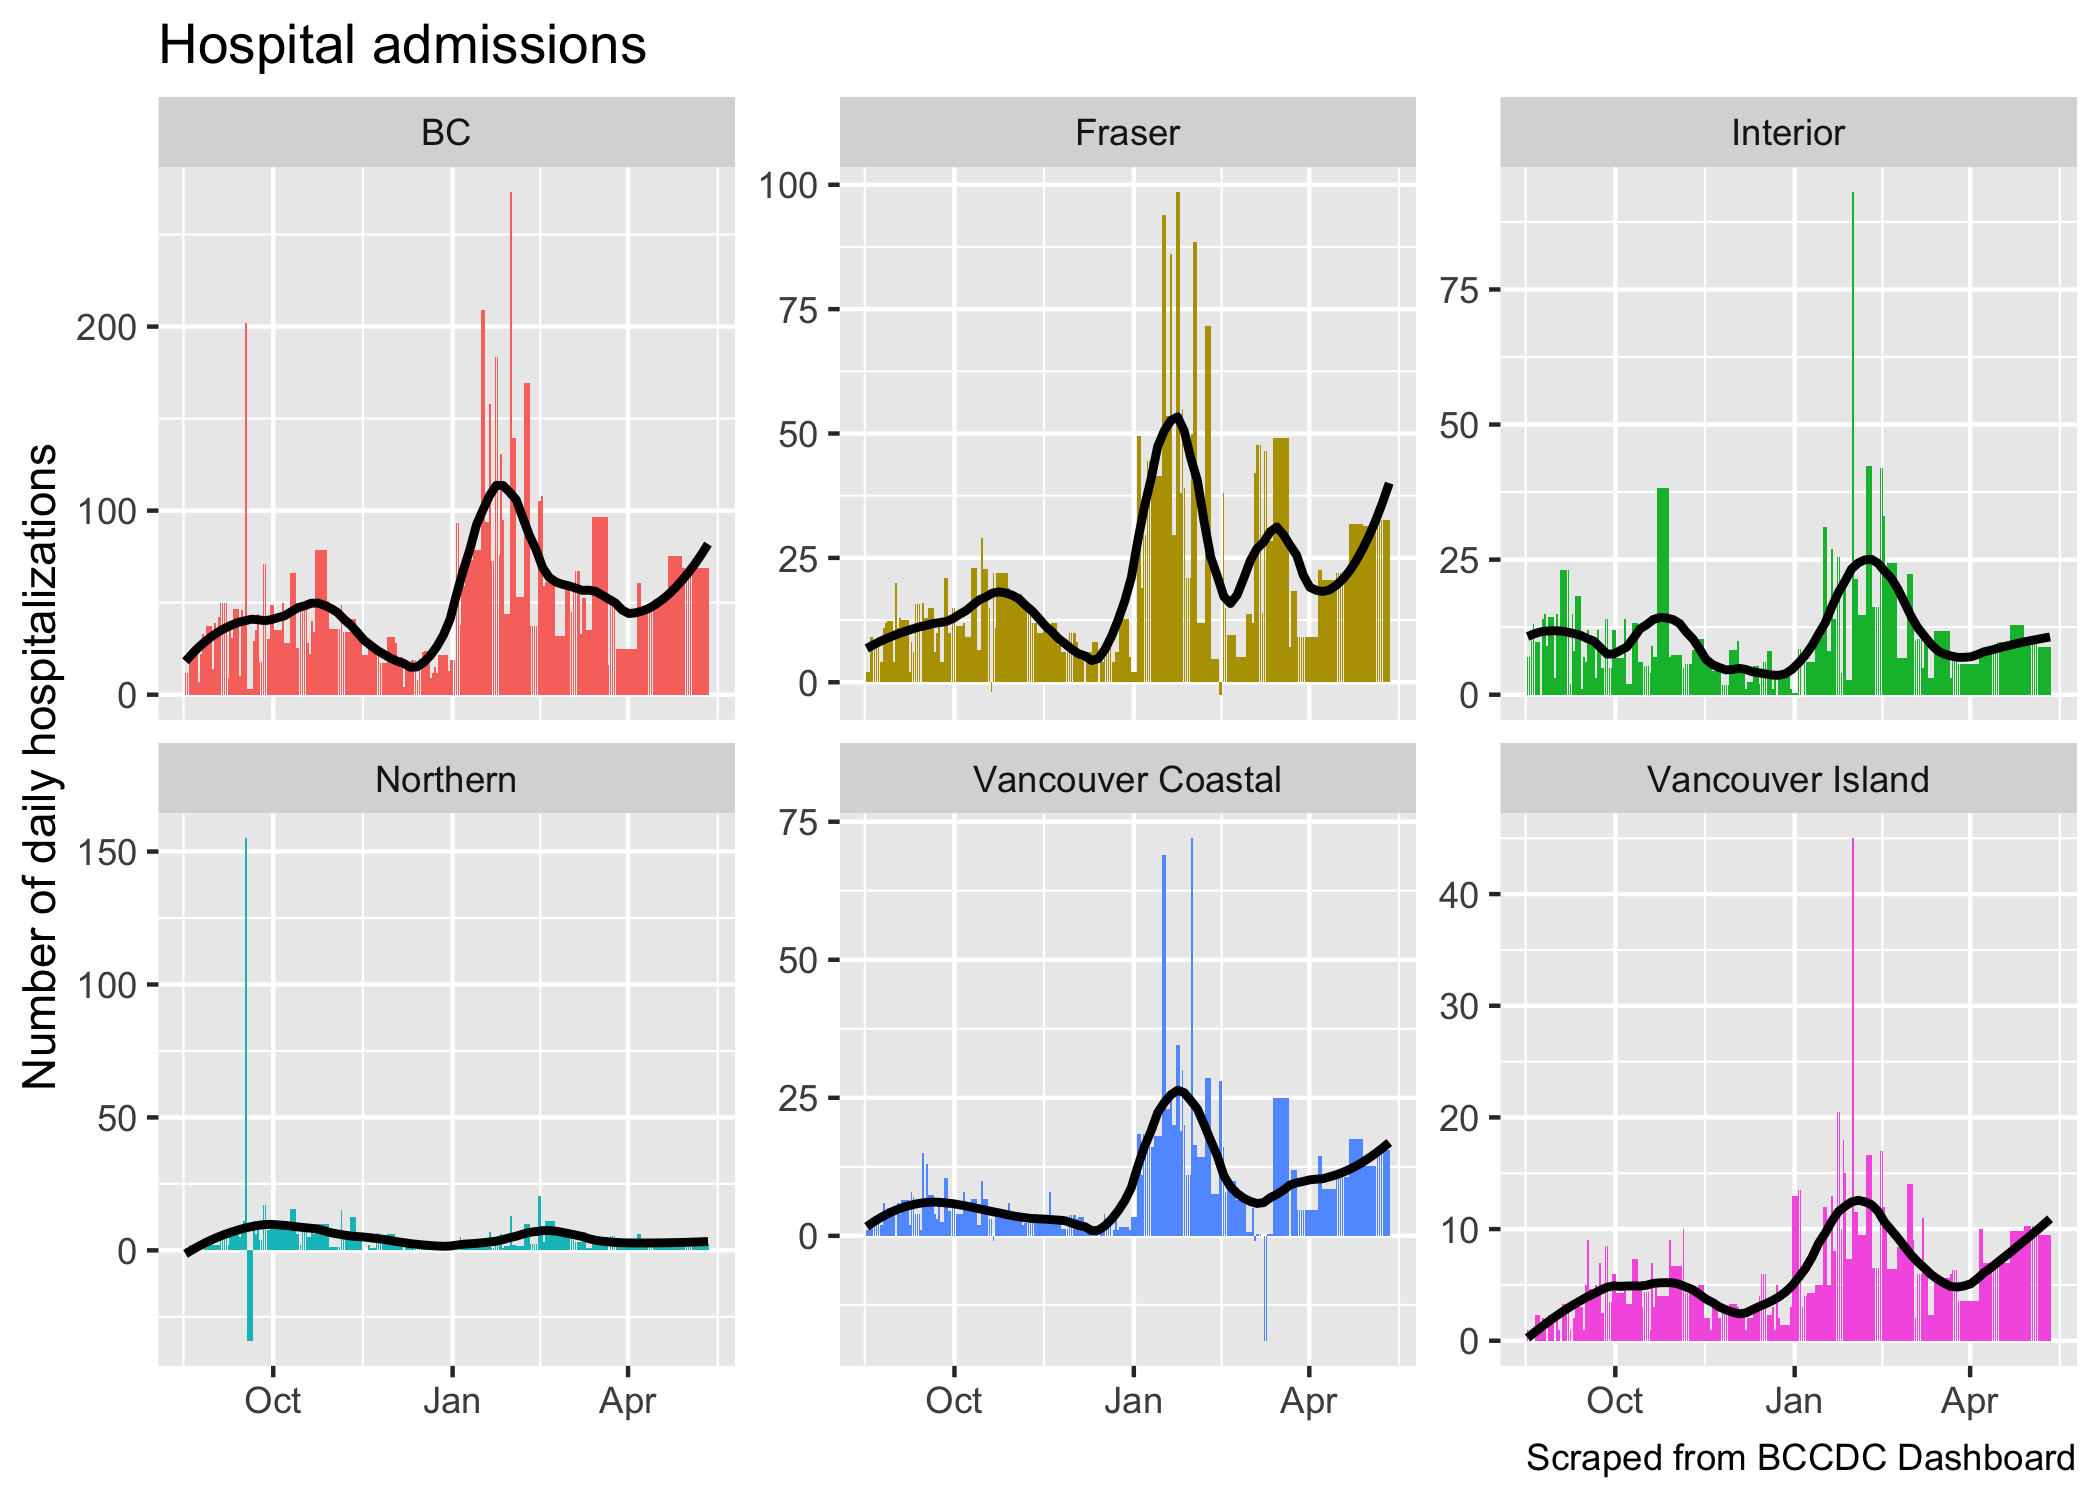 Hospital admissions
Number of daily hospitalizations
BC
200
100
0
Fraser
100
75
50
25
0
Interior
75
50
25
0
Northern
150
100
50
0
Oct Jan Apr
Vancouver Coastal
75
50
25
0
Oct Jan Apr
Vancouver Island
40
30
20
10
0
Oct Jan Apr
Scraped from BCCDC Dashboard